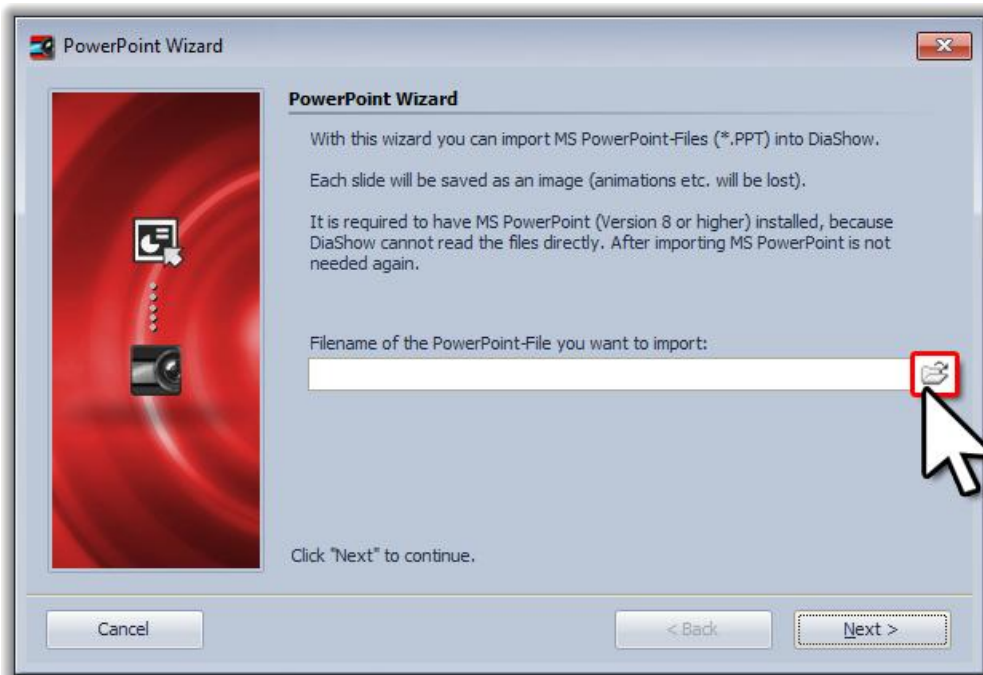 PowerPoint Wizard
PowerPoint Wizard
With this wizard you can import MS PowerPoint-Files (*.PPT) into DiaShow.
Each slide will be saved as an image (animations etc. will be lost).
It is required to have MS PowerPoint (Version 8 or higher) installed, because
DiaShow cannot read the files directly. After importing MS PowerPoint is not
needed again.
Filename of the PowerPoint-File you want to import:
Click "Next" to continue.
Cancel
< Back
Next >